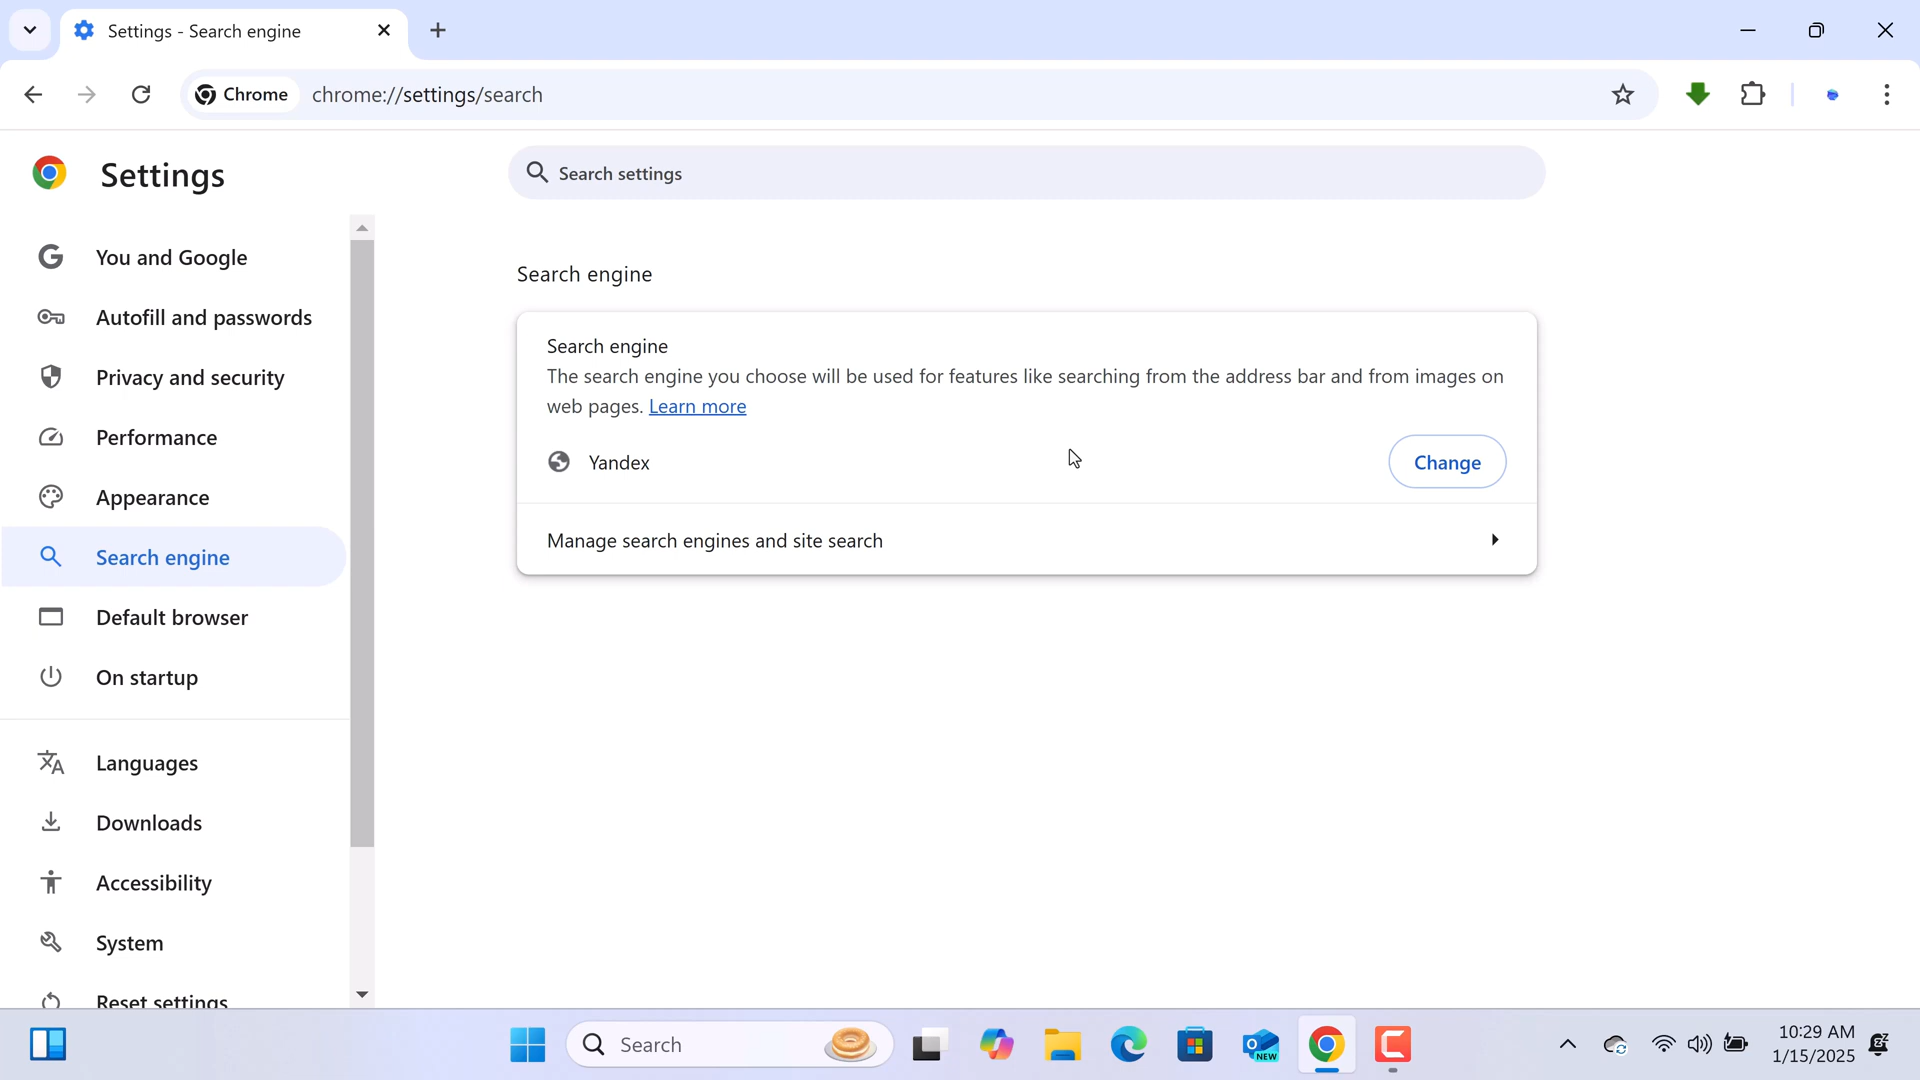 Settings - Search engine
Chrome
chrome://settings/search
Settings
Search settings
You and Google
Autofill and passwords
Privacy and security
Performance
Appearance
Search engine
Default browser
On startup
Languages
Downloads
Accessibility
System
Reset settings
Search engine
Search engine
The search engine you choose will be used for features like searching from the address bar and from images on
web pages. Learn more
Yandex
Change
Manage search engines and site search
Search
NEW
10:29 AM
1/15/2025